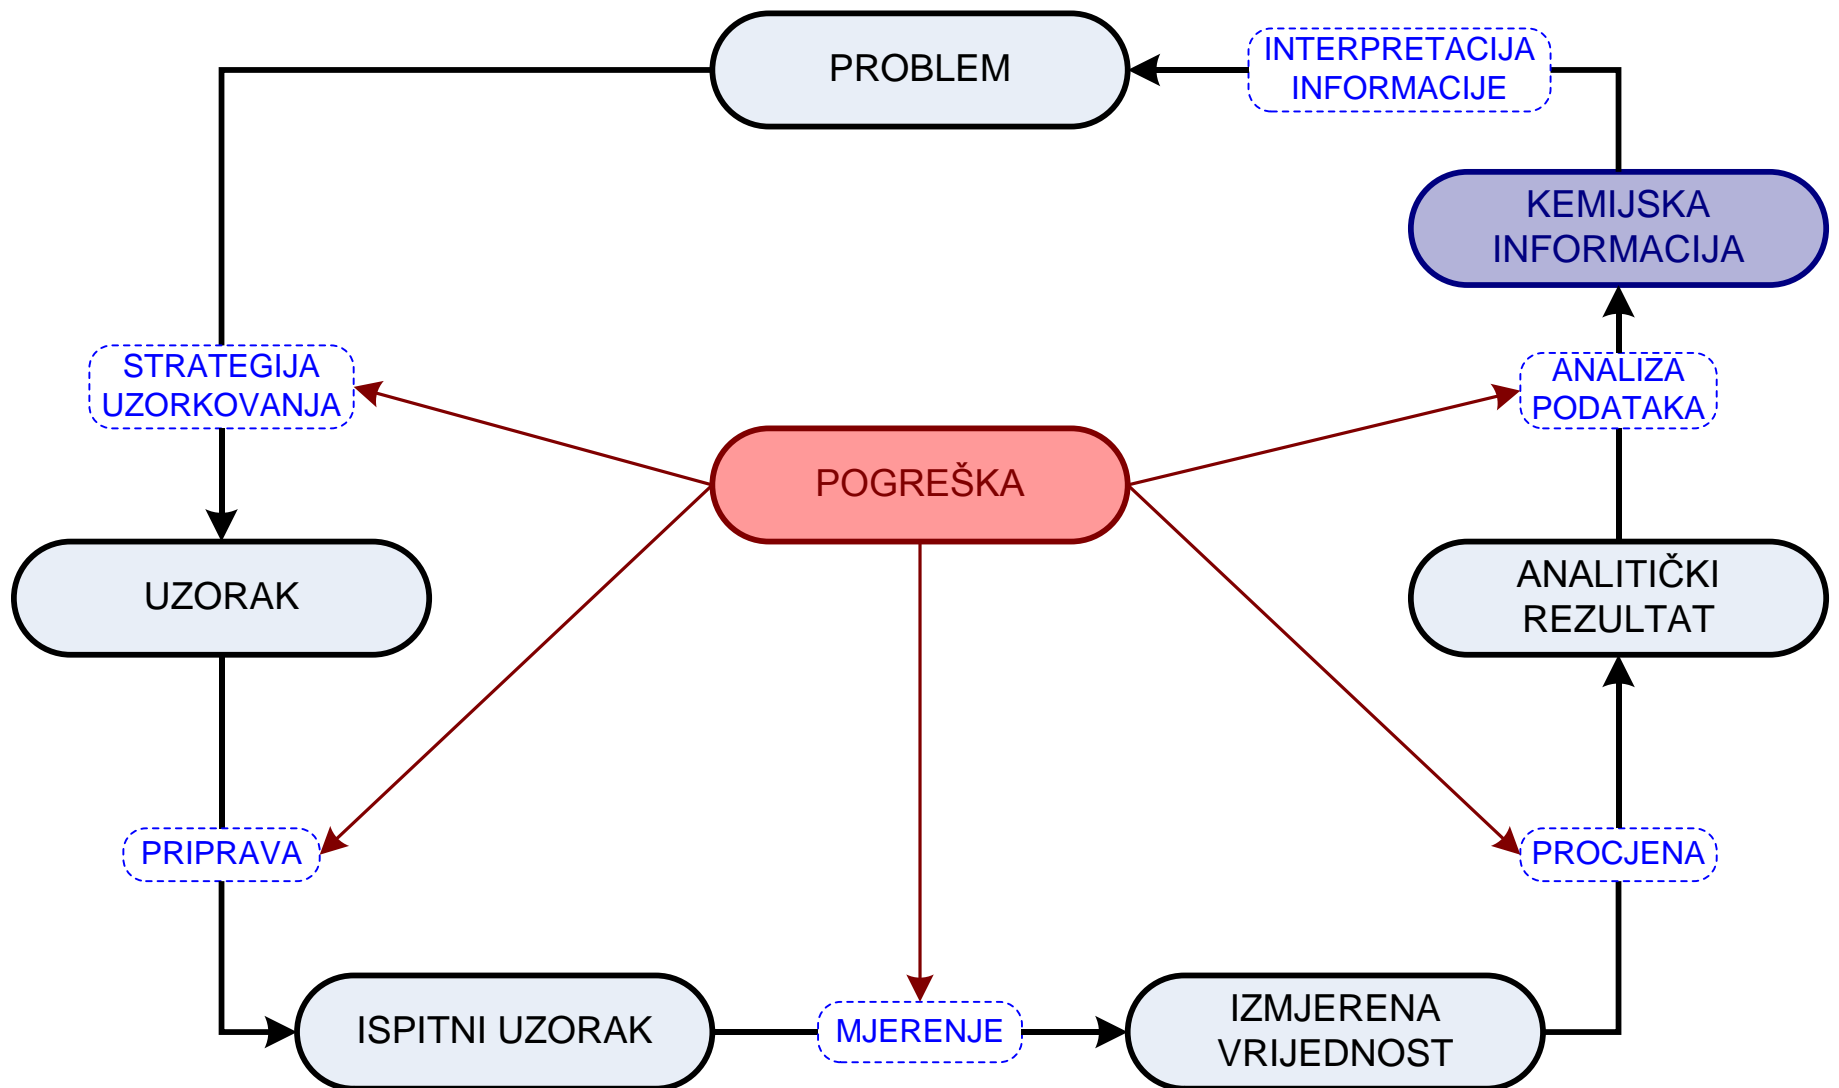 PROBLEM
INTERPRETACIJA
INFORMACIJE
KEMIJSKA
INFORMACIJA
STRATEGIJA
UZORKOVANJA
ANALIZA
PODATAKA
POGREŠKA
UZORAK
ANALITIČKI
REZULTAT
PRIPRAVA
PROCJENA
ISPITNI UZORAK
MJERENJE
IZMJERENA
VRIJEDNOST